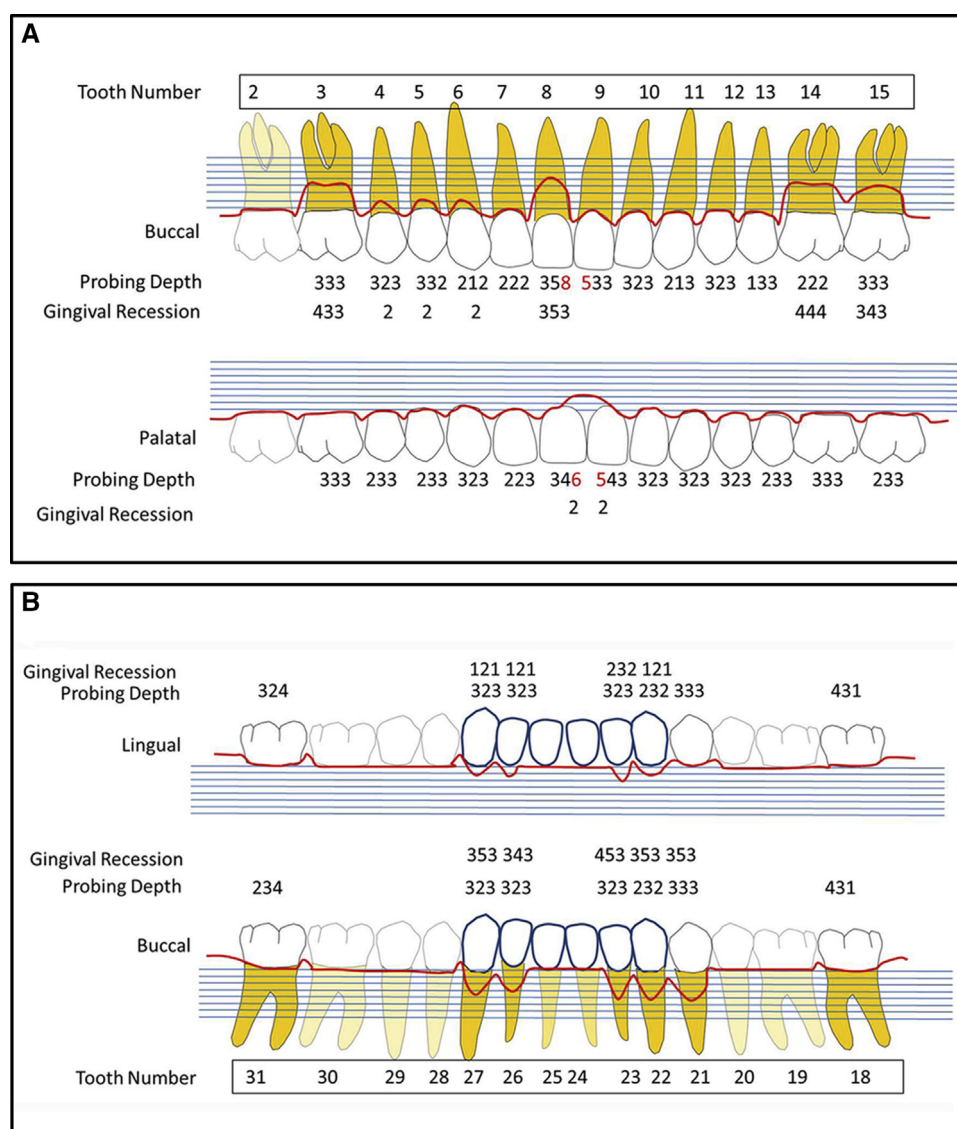 A
Tooth Number 2 3 4 5 6 7 8 9 10 11 12 13 14 15
Buccal
Probing Depth 333 323 332 212 222 358 533 323 213 323 133 222 333
Gingival Recession 433 2 2 2 353 444 343
Palatal
Probing Depth 333 233 233 323 223 346 543 323 323 323 233 333 233
Gingival Recession 2 2
B
Gingival Recession 121 121 232 121
Probing Depth 324 323 323 323 232 333 431
Lingual
Gingival Recession 353 343 453 353 353
Probing Depth 234 323 323 323 232 333 431
Buccal
Tooth Number 31 30 29 28 27 26 25 24 23 22 21 20 19 18